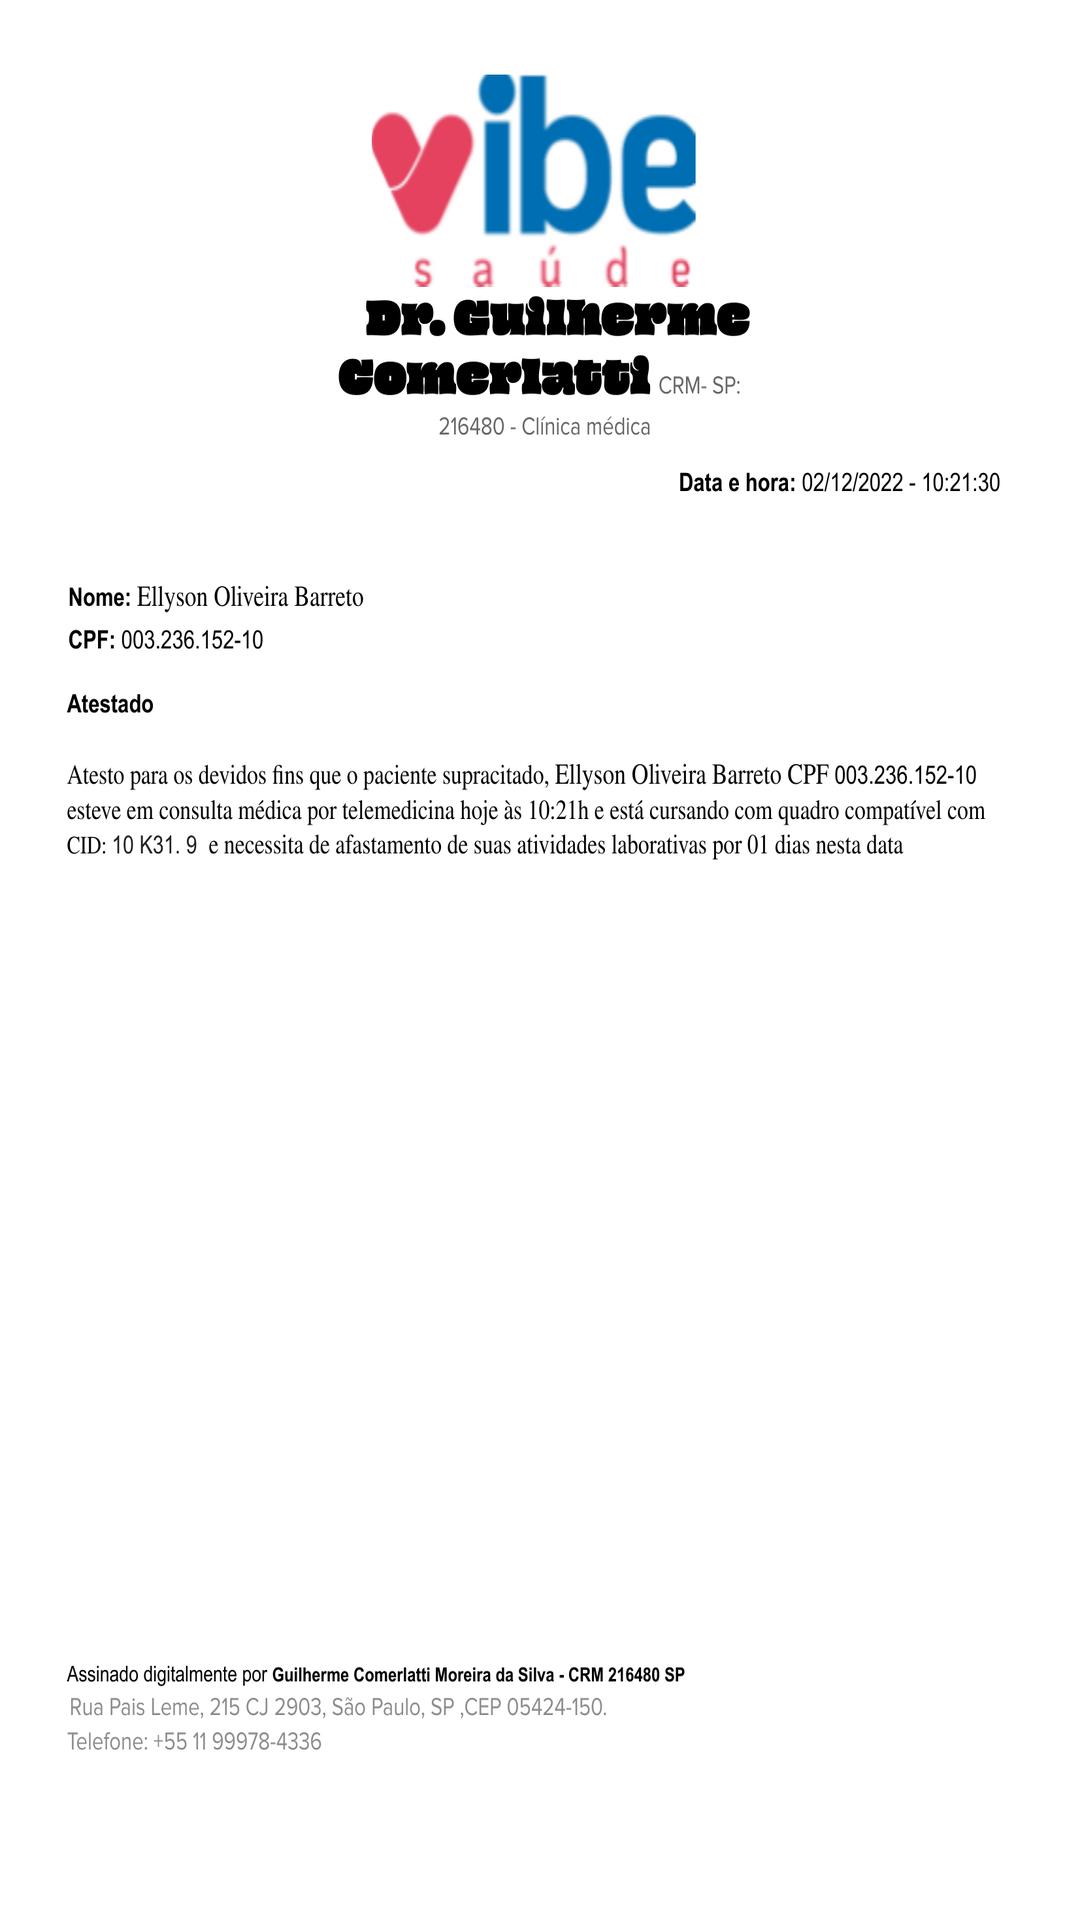 vibe
saúde
Dr. Guilherme
Comerlatti CRM- SP:
216480 - Clínica médica
Data e hora: 02/12/2022 - 10:21:30
Nome: Ellyson Oliveira Barreto
CPF: 003.236.152-10
Atestado
Atesto para os devidos fins que o paciente supracitado, Ellyson Oliveira Barreto CPF 003.236.152-10
esteve em consulta médica por telemedicina hoje às 10:21h e está cursando com quadro compatível com
CID: 10 K31. 9 e necessita de afastamento de suas atividades laborativas por 01 dias nesta data
Assinado digitalmente por Guilherme Comerlatti Moreira da Silva - CRM 216480 SP
Rua Pais Leme, 215 CJ 2903, São Paulo, SP ,CEP 05424-150.
Telefone: +55 11 99978-4336